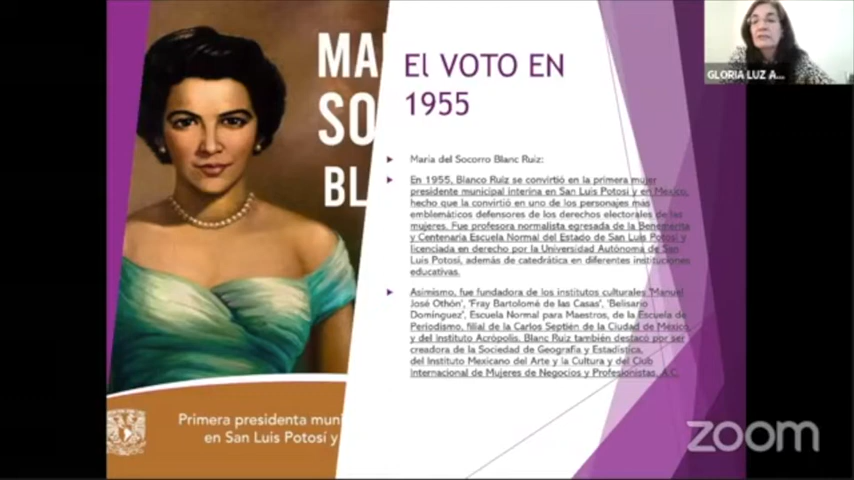 MA
SO
BL
El VOTO EN
1955
María del Socorro Blanc Ruiz:
En 1955, Blanco Ruiz se convirtió en la primera mujer
presidente municipal interina en San Luis Potosí y en México,
hecho que la convirtió en uno de los personajes más
emblemáticos defensores de los derechos electorales de las
mujeres. Fue profesora normalista egresada de la Benemérita
y Centenaria Escuela Normal del Estado de San Luis Potosí y
licenciada en derecho por la Universidad Autónoma de San
Luis Potosí, además de catedrática en diferentes instituciones
educativas.
Asimismo, fue fundadora de los institutos culturales 'Manuel
José Othón', 'Fray Bartolomé de las Casas', 'Belisario
Domínguez', Escuela Normal para Maestros, de la Escuela de
Periodismo, filial de la Carlos Septién de la Ciudad de México,
y del Instituto Acrópolis. Blanc Ruiz también destacó por ser
creadora de la Sociedad de Geografía y Estadística,
del Instituto Mexicano del Arte y la Cultura y del Club
Internacional de Mujeres de Negocios y Profesionistas, A.C.
Primera presidenta muni
en San Luis Potosí y
GLORIA LUZ A...
zoom